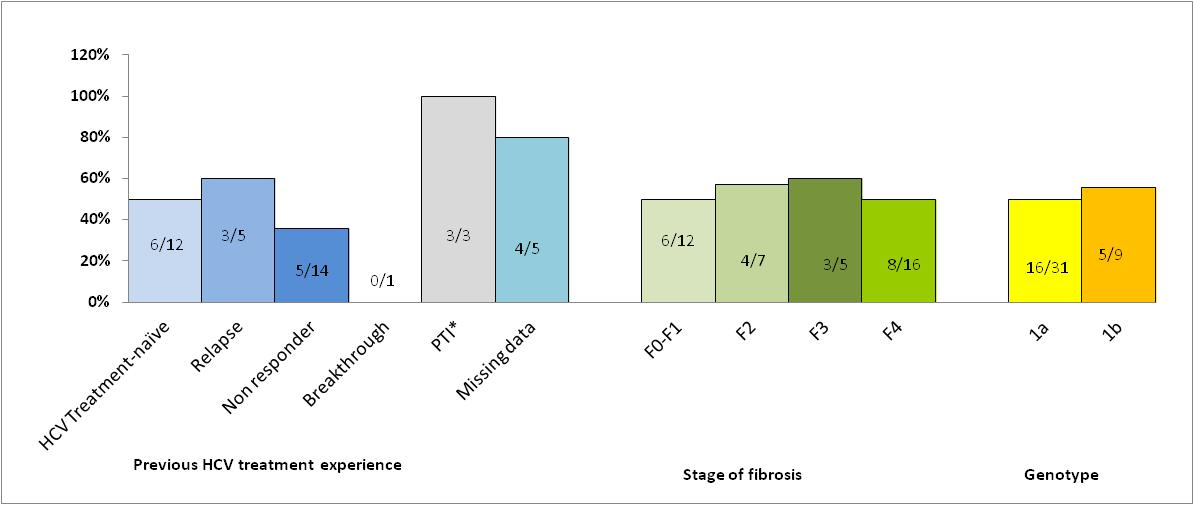 120%
100%
80%
60%
40%
20%
0%
6/12
3/5
5/14
0/1
3/3
4/5
6/12
4/7
3/5
8/16
16/31
5/9
HCV Treatment-naïve
Relapse
Non responder
Breakthrough
PTI*
Missing data
F0-F1
F2
F3
F4
1a
1b
Previous HCV treatment experience
Stage of fibrosis
Genotype